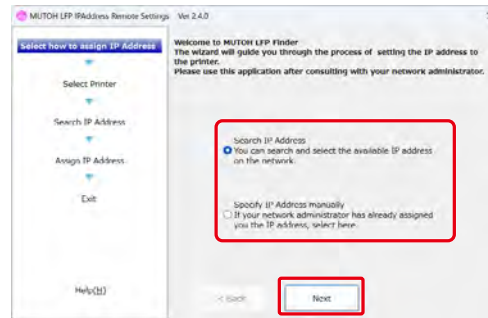 MUTOH LFP IPAddress Remote Settings Ver 2.4.0
Select how to assign IP Address
Select Printer
Search IP Address
Assign IP Address
Exit
Help(H)
Welcome to MUTOH LFP Finder
The wizard will guide you through the process of setting the IP address to
the printer.
Please use this application after consulting with your network administrator.
Search IP Address
You can search and select the available IP address
on the network.
Specify IP Address manually
If your network administrator has already assigned
you the IP address, select here.
< Back
Next